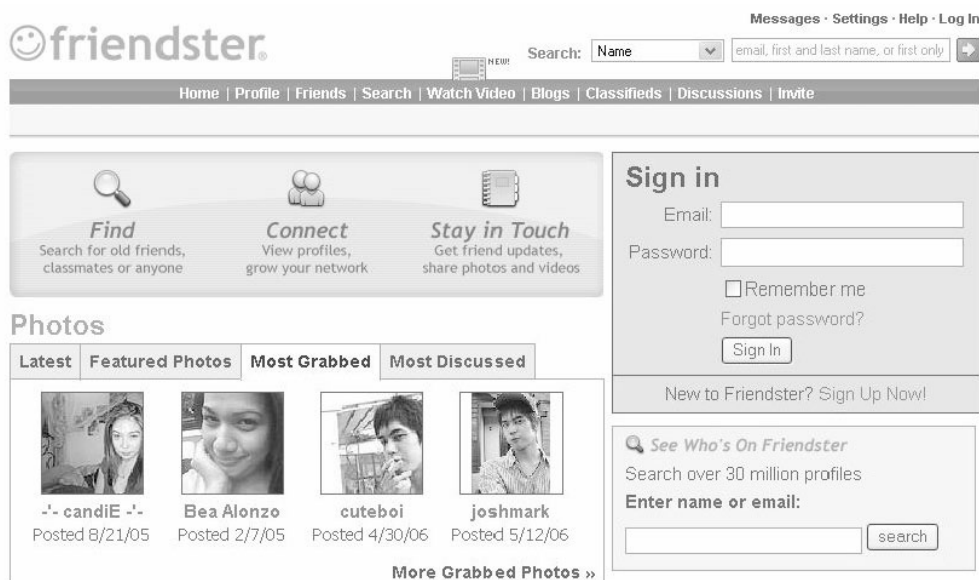 Messages · Settings · Help · Log In
friendster®
NEW!
Search: Name email, first and last name, or first only
Home | Profile | Friends | Search | Watch Video | Blogs | Classifieds | Discussions | Invite
Find
Search for old friends,
classmates or anyone
Connect
View profiles,
grow your network
Stay in Touch
Get friend updates,
share photos and videos
Sign in
Email:
Password:
Remember me
Forgot password?
Sign In
New to Friendster? Sign Up Now!
Photos
Latest Featured Photos Most Grabbed Most Discussed
-'- candiE -'-
Posted 8/21/05
Bea Alonzo
Posted 2/7/05
cuteboi
Posted 4/30/06
joshmark
Posted 5/12/06
More Grabbed Photos »
See Who's On Friendster
Search over 30 million profiles
Enter name or email:
search